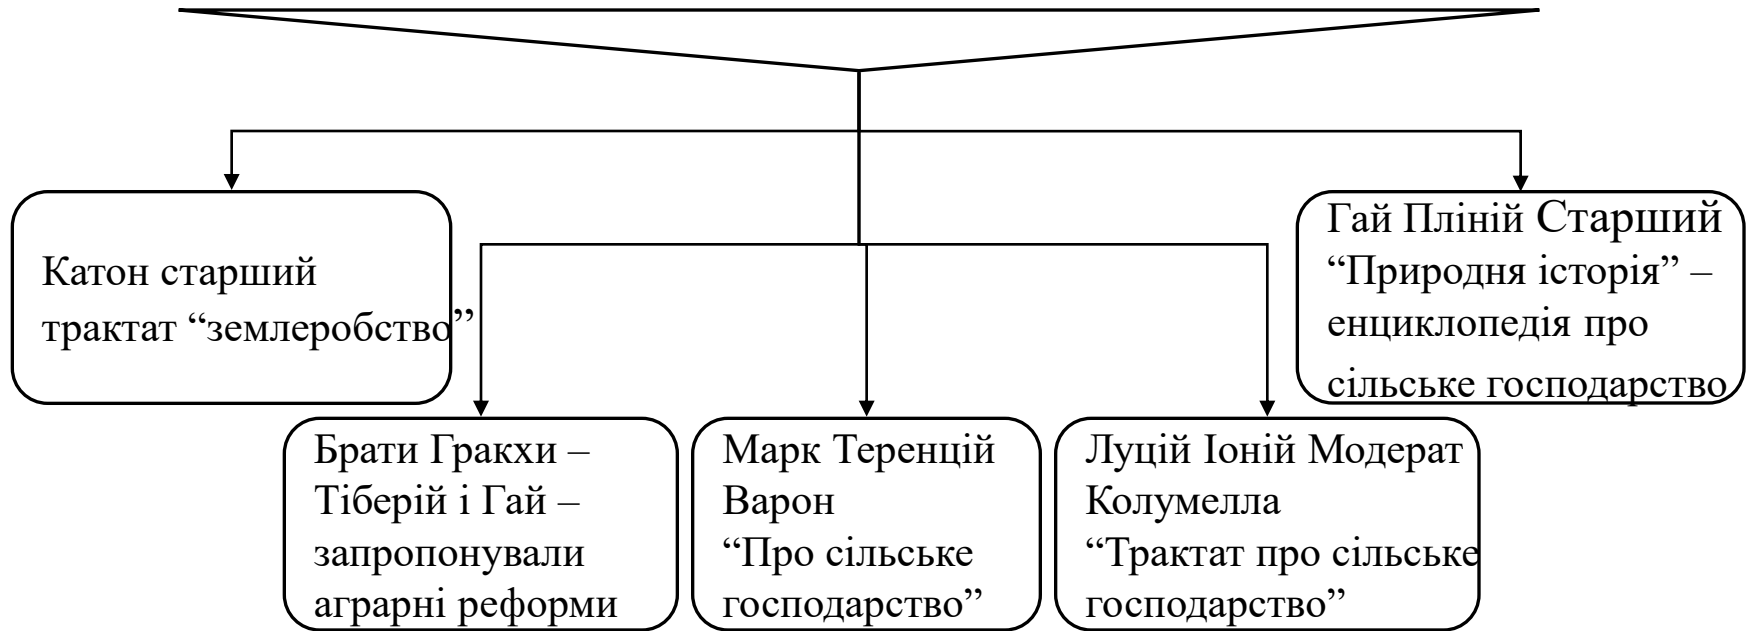 Катон старший
трактат “землеробство”
Гай Пліній Старший
“Природня історія” –
енциклопедія про
сільське господарство
Брати Гракхи –
Тіберій і Гай –
запропонували
аграрні реформи
Марк Теренцій
Варон
“Про сільське
господарство”
Луцій Іоній Модерат
Колумелла
“Трактат про сільське
господарство”